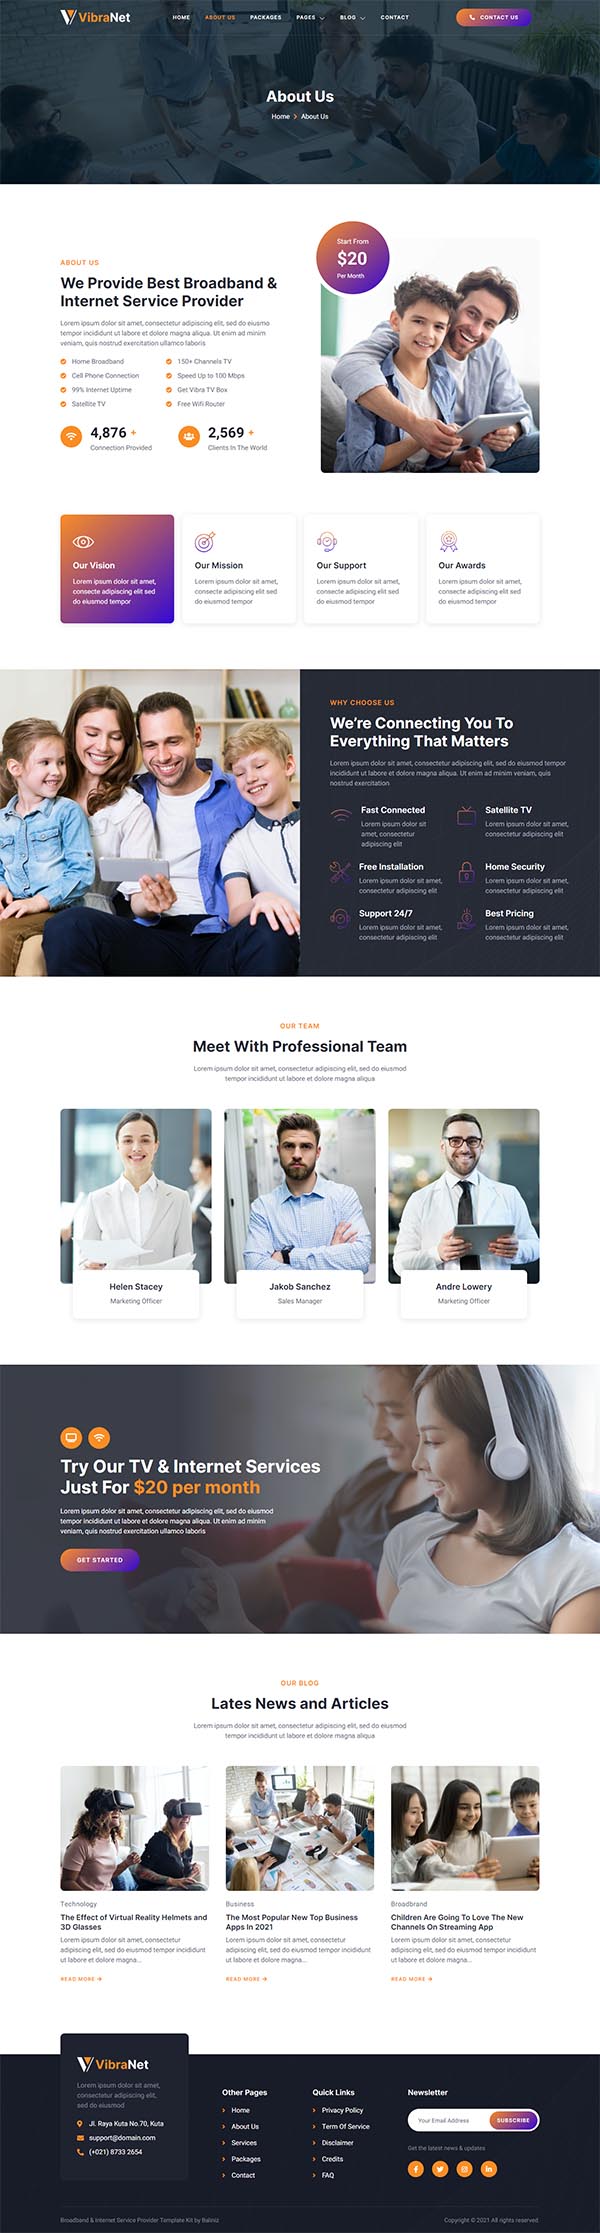 VibraNet
HOME ABOUT US PACKAGES PAGES BLOG CONTACT
CONTACT US
About Us
Home > About Us
ABOUT US
We Provide Best Broadband &
Internet Service Provider
Lorem ipsum dolor sit amet, consectetur adipiscing elit, sed do eiusmo
tempor incididunt ut labore et dolore magna aliqua. Ut enim ad minim
veniam, quis nostrud exercitation ullamco laboris
Home Broadband
150+ Channels TV
Cell Phone Connection
Speed Up to 100 Mbps
99% Internet Uptime
Get Vibra TV Box
Satellite TV
Free Wifi Router
4,876 +
Connection Provided
2,569 +
Clients In The World
Start From
$20
Per Month
Our Vision
Lorem ipsum dolor sit amet,
consecte adipiscing elit sed
do eiusmod tempor
Our Mission
Lorem ipsum dolor sit amet,
consecte adipiscing elit sed
do eiusmod tempor
Our Support
Lorem ipsum dolor sit amet,
consecte adipiscing elit sed
do eiusmod tempor
Our Awards
Lorem ipsum dolor sit amet,
consecte adipiscing elit sed
do eiusmod tempor
WHY CHOOSE US
We're Connecting You To
Everything That Matters
Lorem ipsum dolor sit amet, consectetur adipiscing elit, sed do eiusmod tempor
incididunt ut labore et dolore magna aliqua. Ut enim ad minim veniam, quis
nostrud exercitation
Fast Connected
Lorem ipsum dolor sit
amet, consectetur
adipiscing elit
Satellite TV
Lorem ipsum dolor sit amet,
consectetur adipiscing elit
Free Installation
Lorem ipsum dolor sit amet,
consectetur adipiscing elit
Home Security
Lorem ipsum dolor sit amet,
consectetur adipiscing elit
Support 24/7
Lorem ipsum dolor sit amet,
consectetur adipiscing elit
Best Pricing
Lorem ipsum dolor sit amet,
consectetur adipiscing elit
OUR TEAM
Meet With Professional Team
Lorem ipsum dolor sit amet, consectetur adipiscing elit, sed do eiusmod
tempor incididunt ut labore et dolore magna aliqua
Helen Stacey
Marketing Officer
Jakob Sanchez
Sales Manager
Andre Lowery
Marketing Officer
Try Our TV & Internet Services
Just For $20 per month
Lorem ipsum dolor sit amet, consectetur adipiscing elit, sed do eiusmod
tempor incididunt ut labore et dolore magna aliqua. Ut enim ad minim
veniam, quis nostrud exercitation ullamco laboris
GET STARTED
OUR BLOG
Lates News and Articles
Lorem ipsum dolor sit amet, consectetur adipiscing elit, sed do eiusmod
tempor incididunt ut labore et dolore magna aliqua
Technology
The Effect of Virtual Reality Helmets and
3D Glasses
Lorem ipsum dolor sit amet, consectetur
adipiscing elit, sed do eiusmod tempor incididunt
ut labore et dolore magna...
READ MORE →
Business
The Most Popular New Top Business
Apps In 2021
Lorem ipsum dolor sit amet, consectetur
adipiscing elit, sed do eiusmod tempor incididunt
ut labore et dolore magna...
READ MORE →
Broadbrand
Children Are Going To Love The New
Channels On Streaming App
Lorem ipsum dolor sit amet, consectetur
adipiscing elit, sed do eiusmod tempor incididunt
ut labore et dolore magna...
READ MORE →
VibraNet
Lorem ipsum dolor sit amet,
consectetur adipiscing elit,
sed do eiusmod
Jl. Raya Kuta No.70, Kuta
support@domain.com
(+021) 8733 2654
Other Pages
Home
About Us
Services
Packages
Contact
Quick Links
Privacy Policy
Term Of Service
Disclaimer
Credits
FAQ
Newsletter
Your Email Address
SUBSCRIBE
Get the latest news & updates
Broadband & Internet Service Provider Template Kit by Baliniz
Copyright © 2021 All rights reserved.